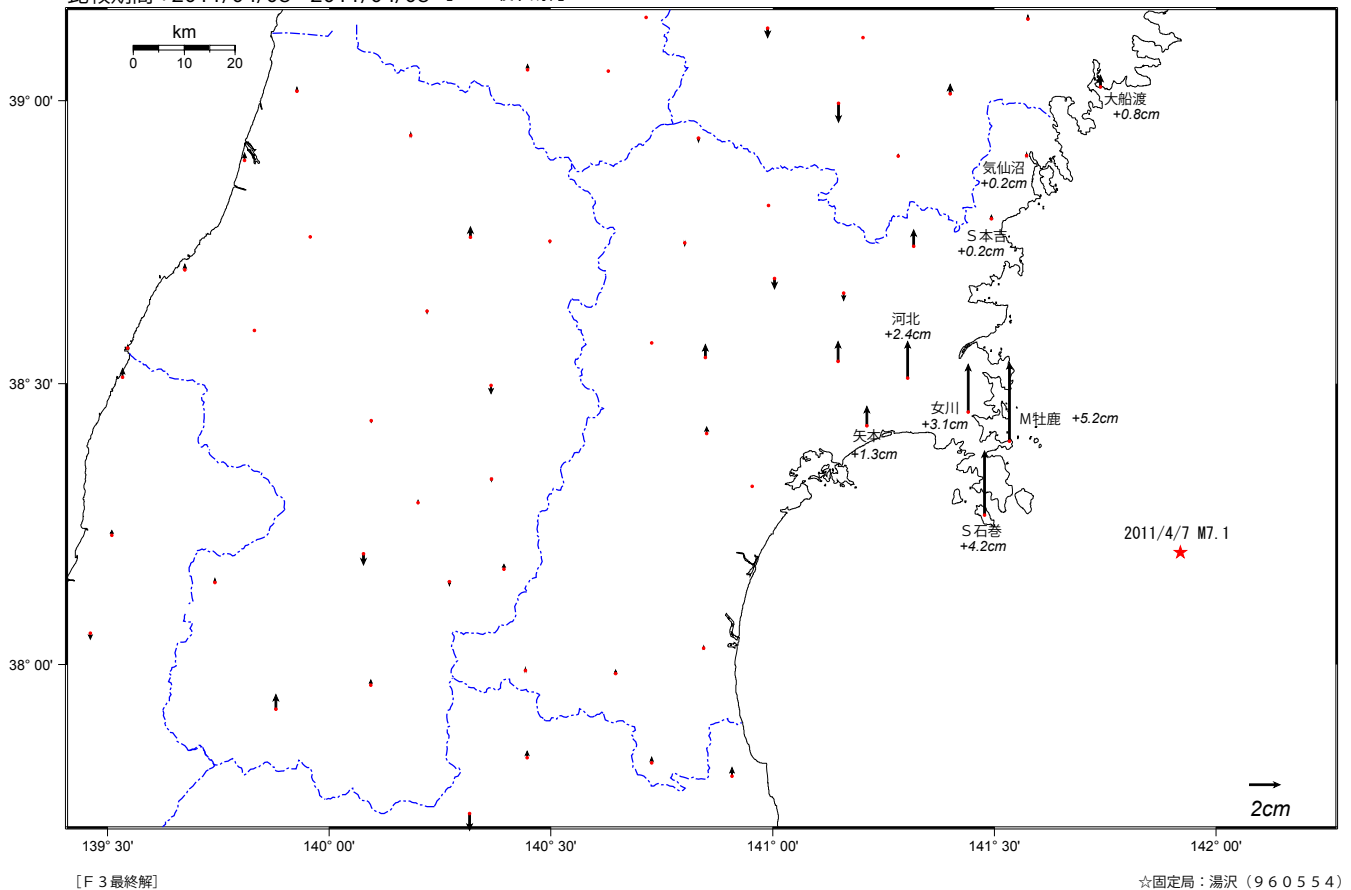 km
0 10 20
39° 00'
大船渡
+0.8cm
気仙沼
+0.2cm
S本吉
+0.2cm
河北
+2.4cm
38° 30'
女川
+3.1cm
M牡鹿 +5.2cm
矢本
+1.3cm
S石巻
+4.2cm
2011/4/7 M7.1
38° 00'
2cm
139° 30' 140° 00' 140° 30' 141° 00' 141° 30' 142° 00'
[F3最終解]
☆固定局:湯沢(960554)